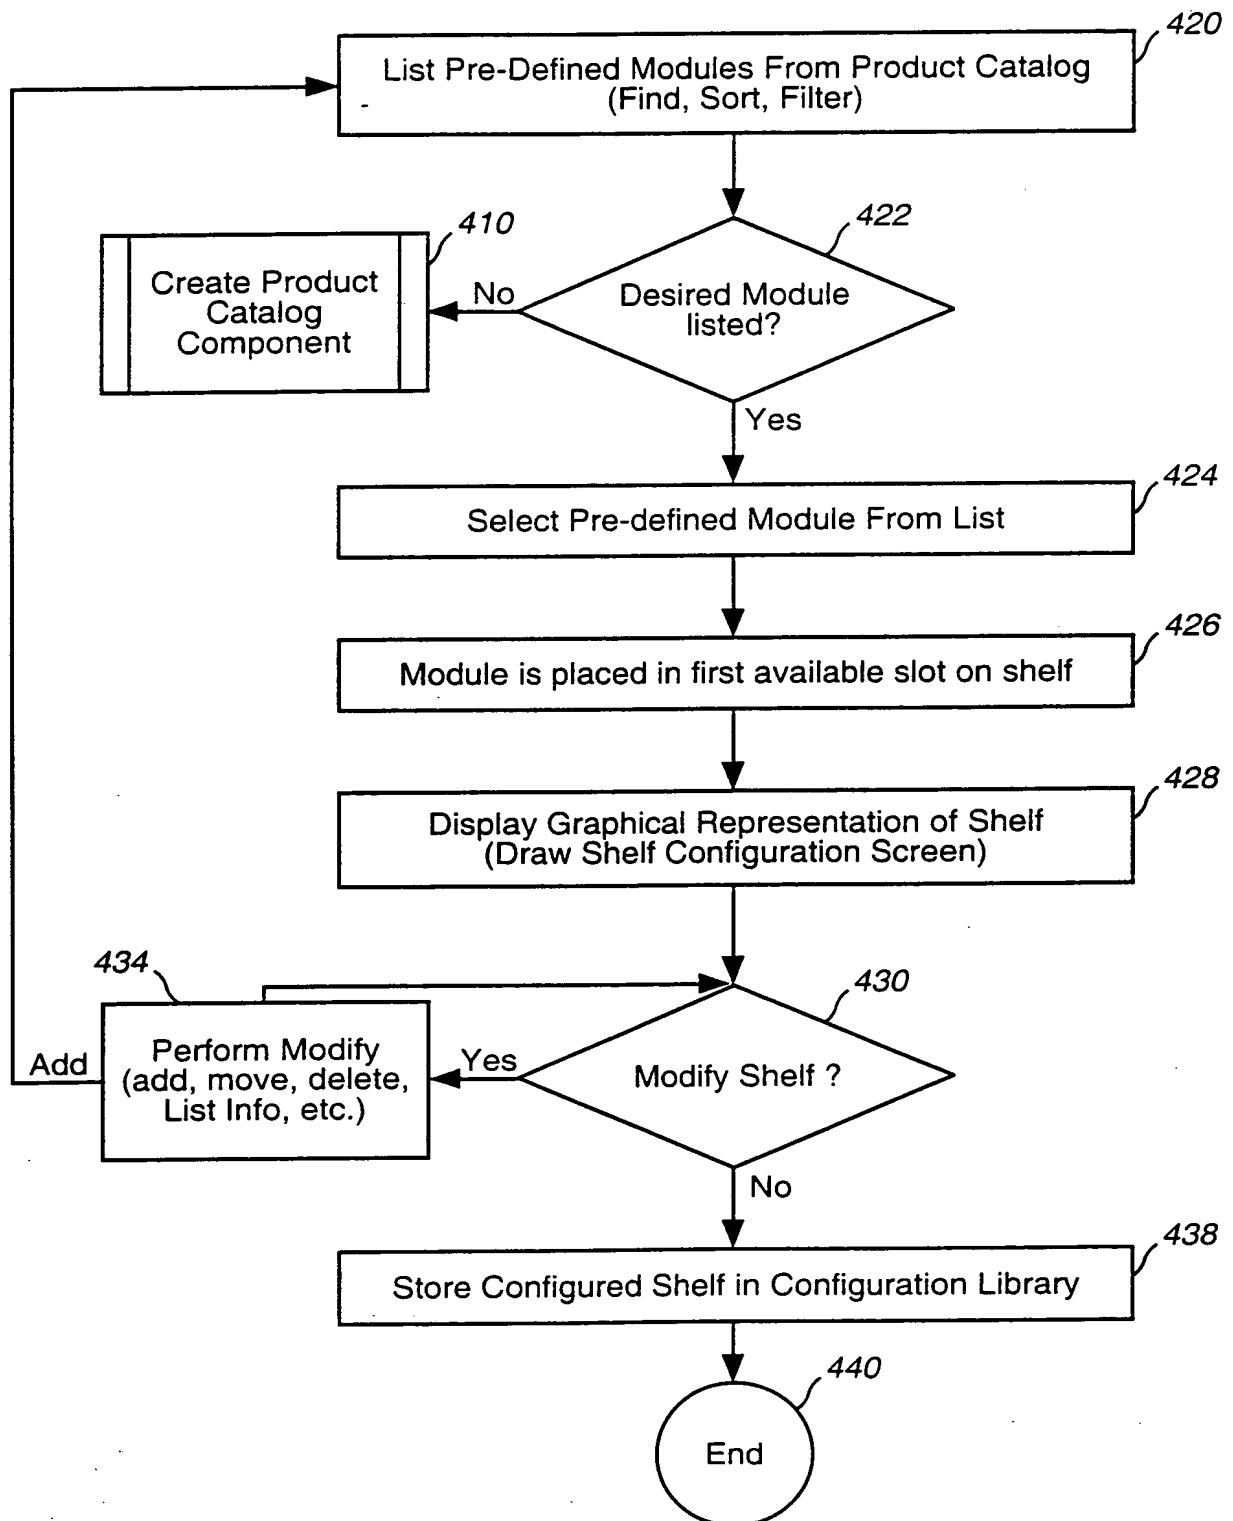 420
List Pre-Defined Modules From Product Catalog
(Find, Sort, Filter)
422
Desired Module
listed?
410
No
Create Product
Catalog
Component
Yes
424
Select Pre-defined Module From List
426
Module is placed in first available slot on shelf
428
Display Graphical Representation of Shelf
(Draw Shelf Configuration Screen)
434
430
Add
Perform Modify
(add, move, delete,
List Info, etc.)
Yes
Modify Shelf ?
No
438
Store Configured Shelf in Configuration Library
440
End